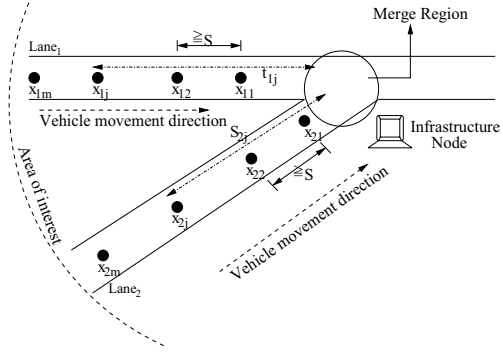 Merge Region
≧S
Lane₁
t₁ⱼ
x₁ₘ
x₁ⱼ
x₁₂
x₁₁
Vehicle movement direction
S₂ⱼ
x₂₁
Infrastructure
Node
x₂₂
≧S
x₂ⱼ
Area of interest
x₂ₘ
Lane₂
Vehicle movement direction